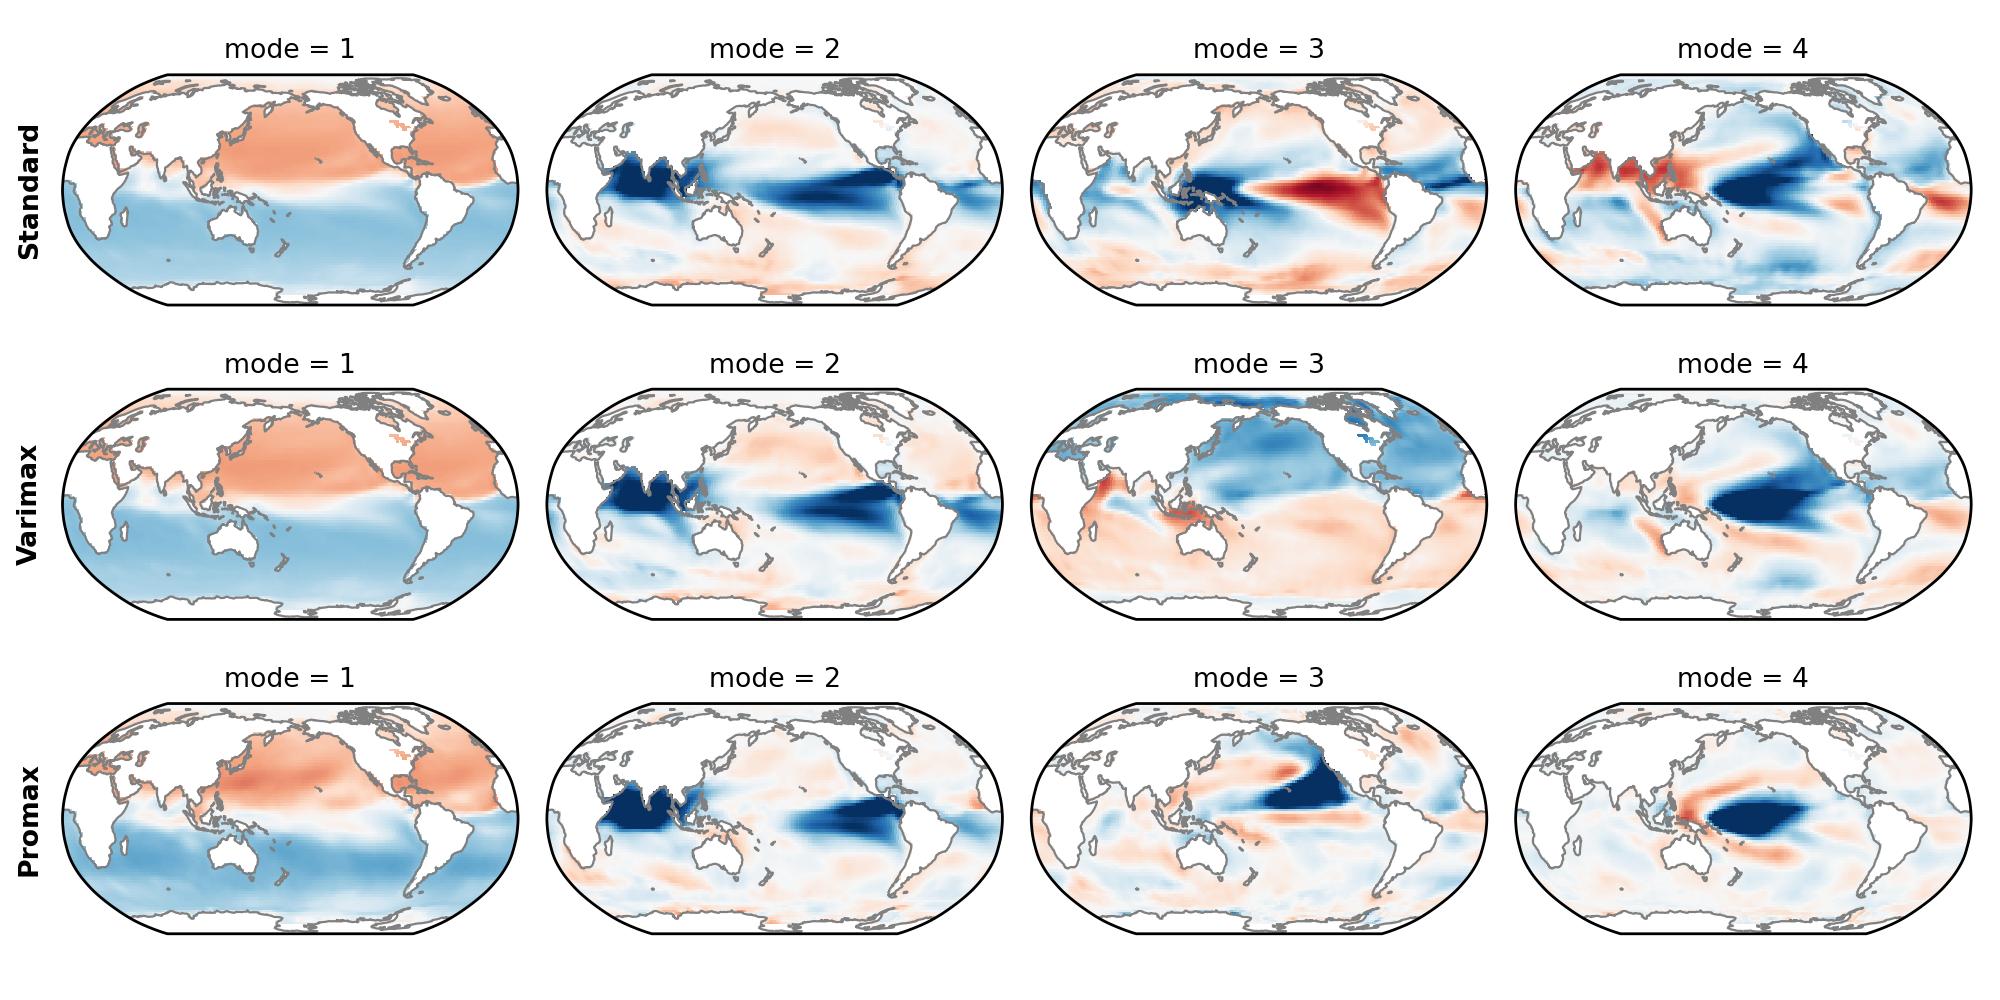 mode = 1
mode = 2
mode = 3
mode = 4
Standard
mode = 1
mode = 2
mode = 3
mode = 4
Varimax
mode = 1
mode = 2
mode = 3
mode = 4
Promax